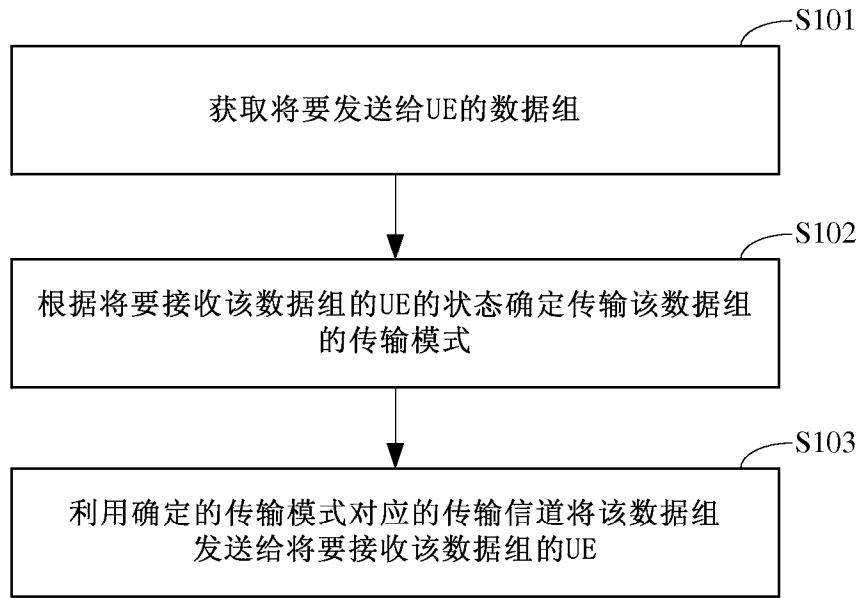 S101
获取将要发送给UE的数据组
S102
根据将要接收该数据组的UE的状态确定传输该数据组
的传输模式
S103
利用确定的传输模式对应的传输信道将该数据组
发送给将要接收该数据组的UE